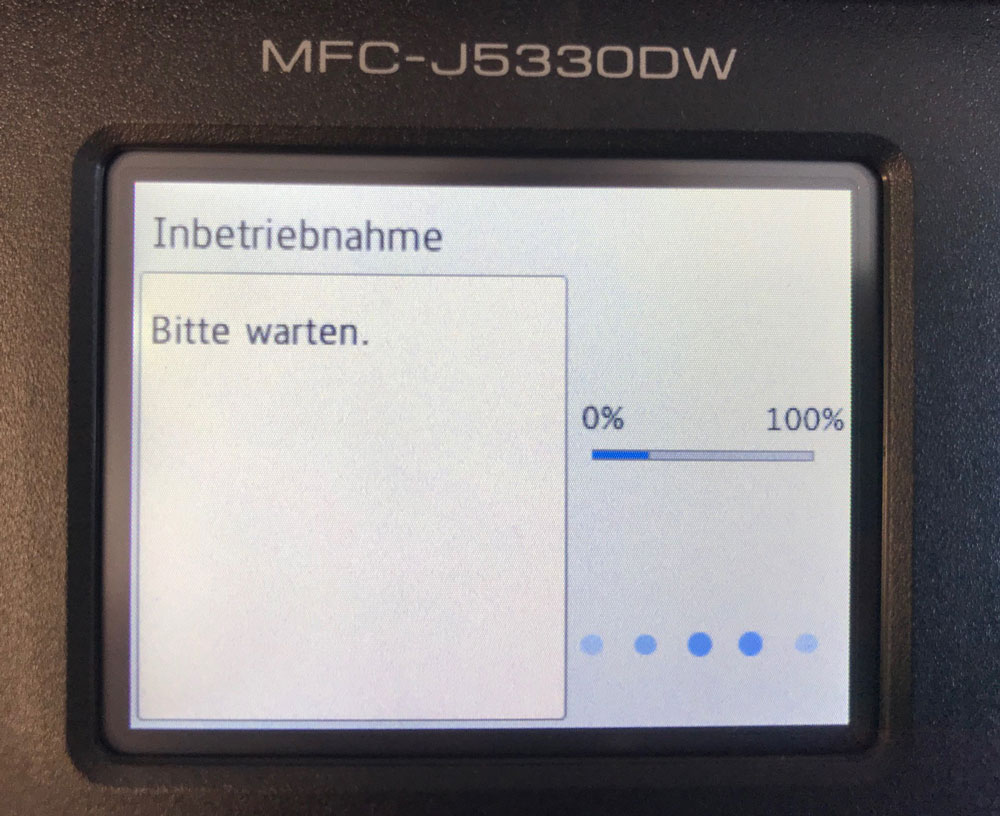 MFC-J5330DW
Inbetriebnahme
Bitte warten.
0% 100%